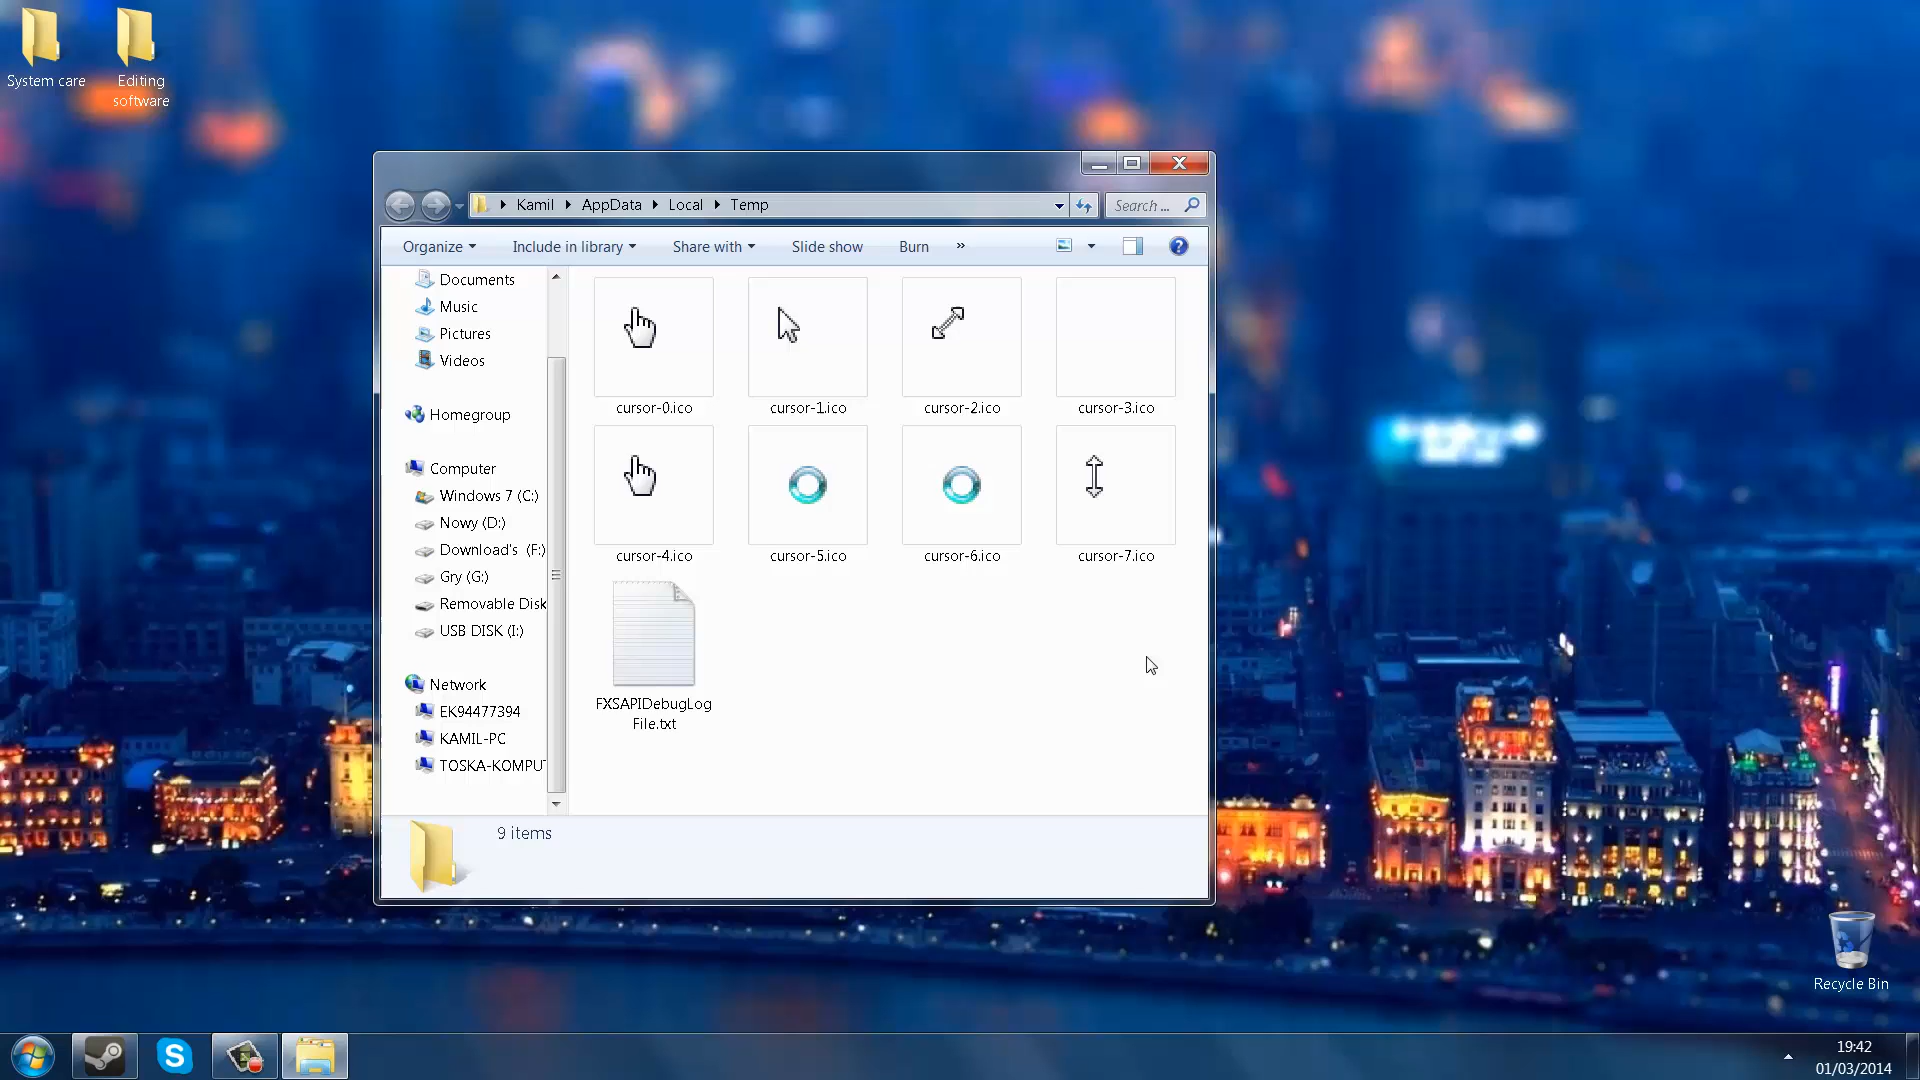 System care
Editing
software
Kamil
AppData
Local
Temp
Search ...
Organize
Include in library
Share with
Slide show
Burn
»
Documents
Music
Pictures
Videos
Homegroup
Computer
Windows 7 (C:)
Nowy (D:)
Download's (F:)
Gry (G:)
Removable Disk
USB DISK (I:)
Network
EK94477394
KAMIL-PC
TOSKA-KOMPUT
cursor-0.ico
cursor-1.ico
cursor-2.ico
cursor-3.ico
cursor-4.ico
cursor-5.ico
cursor-6.ico
cursor-7.ico
FXSAPIDebugLog
File.txt
9 items
Recycle Bin
19:42
01/03/2014